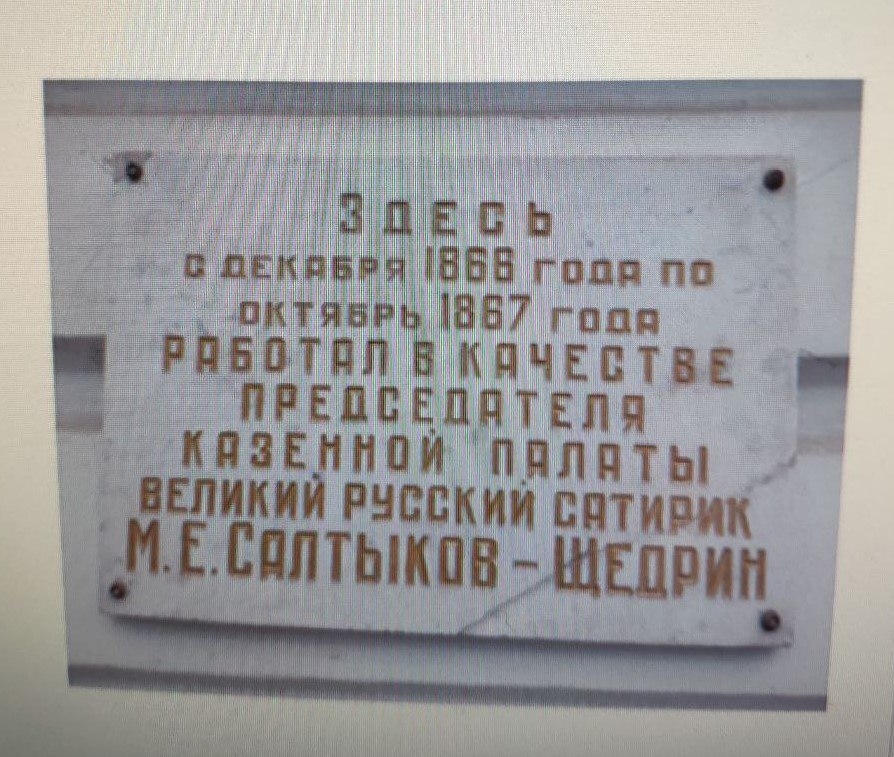 Здесь
с декабря 1866 года по
октябрь 1867 года
работал в качестве
председателя
казенной палаты
великий русский сатирик
М.Е.Салтыков – Щедрин